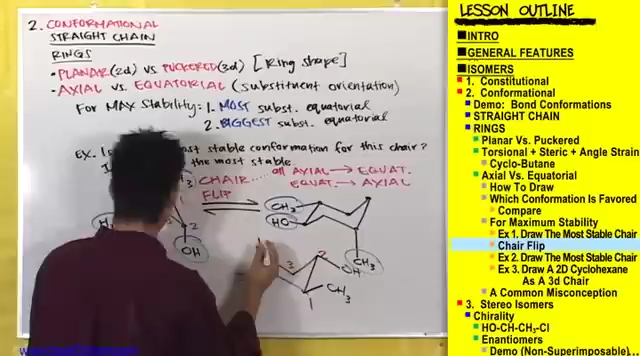 2. CONFORMATIONAL
STRAIGHT CHAIN
RINGS
• PLANAR (2d) vs PUCKERED (3d) [Ring shape]
• AXIAL vs EQUATORIAL (substituent orientation)
For MAX Stability: 1. MOST subst. equatorial
2. BIGGEST subst. equatorial
Ex. Is most stable conformation for this chair?
the most stable.
CHAIR FLIP
all AXIAL → EQUAT.
EQUAT. → AXIAL
CH3
HO
CH3
2
OH
2
3
OH
CH3
1
LESSON OUTLINE
INTRO
GENERAL FEATURES
ISOMERS
1. Constitutional
2. Conformational
Demo: Bond Conformations
STRAIGHT CHAIN
RINGS
Planar Vs. Puckered
Torsional + Steric + Angle Strain
Cyclo-Butane
Axial Vs. Equatorial
How to Draw
Which Conformation Is Favored
Compare
For Maximum Stability
Ex 1. Draw The Most Stable Chair
Chair Flip
Ex 2. Draw The Most Stable Chair
Ex 3. Draw A 2D Cyclohexane
As A 3d Chair
A Common Misconception
3. Stereo Isomers
Chirality
HO-CH-CH₃-Cl
Enantiomers
Demo (Non-Superimposable)